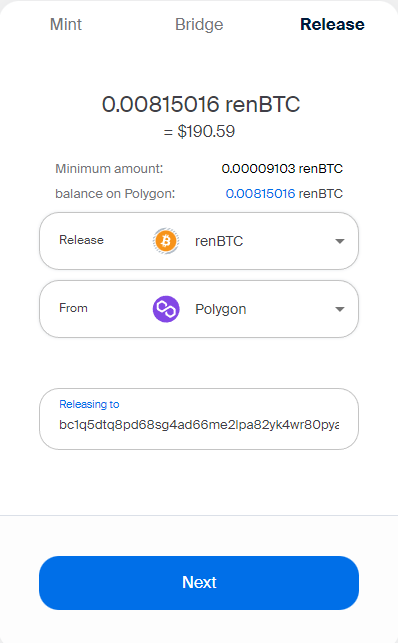 Mint Bridge Release
0.00815016 renBTC
= $190.59
Minimum amount: 0.00009103 renBTC
balance on Polygon: 0.00815016 renBTC
Release renBTC
From Polygon
Releasing to
bc1q5dtq8pd68sg4ad66me2lpa82yk4wr80pya
Next